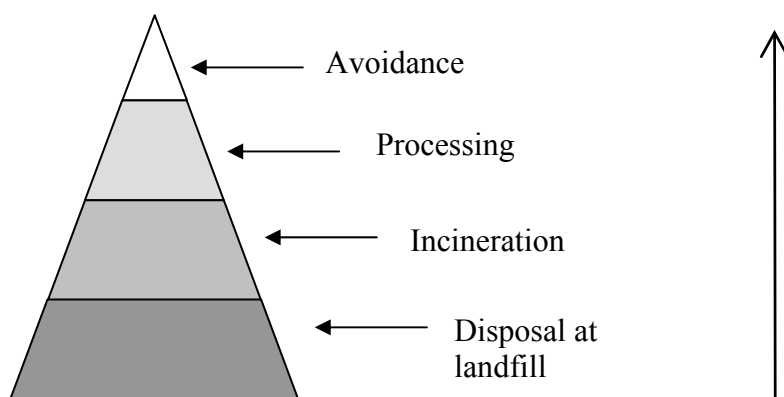 Avoidance
Processing
Incineration
Disposal at
landfill